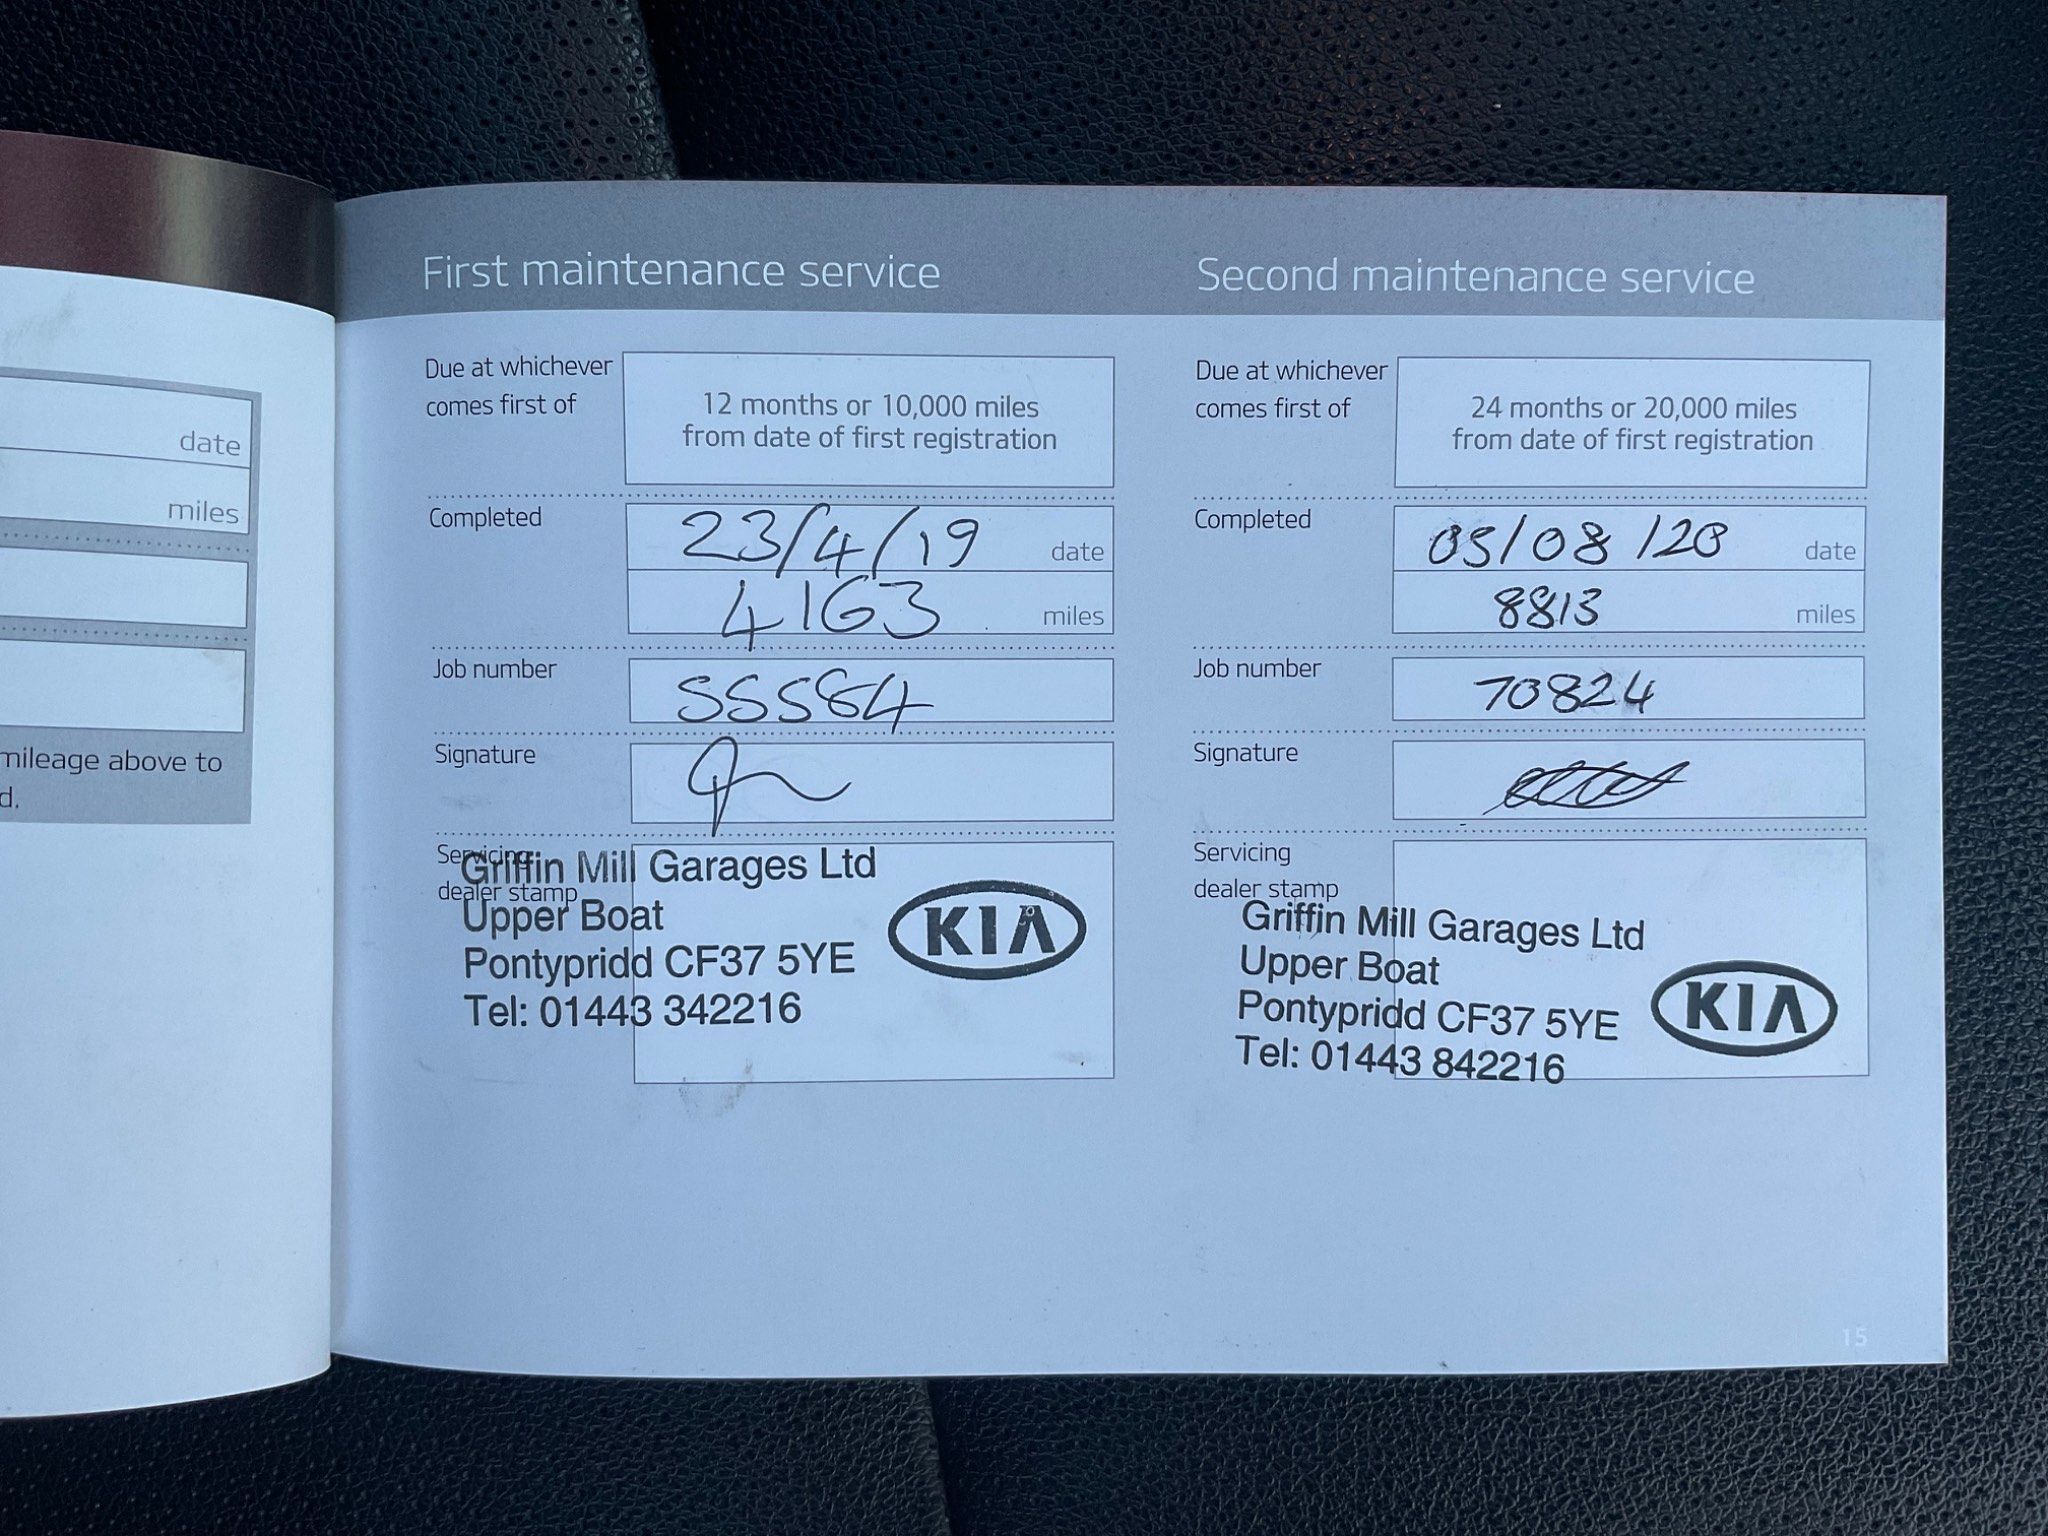 date
miles
mileage above to
d.
First maintenance service
Due at whichever
comes first of
12 months or 10,000 miles
from date of first registration
Completed
23/4/19 date
4163 miles
Job number
55584
Signature
Servicing
dealer stamp
Griffin Mill Garages Ltd
Upper Boat
Pontypridd CF37 5YE
Tel: 01443 342216
KIA
Second maintenance service
Due at whichever
comes first of
24 months or 20,000 miles
from date of first registration
Completed
05/08/20 date
8813 miles
Job number
70824
Signature
Servicing
dealer stamp
Griffin Mill Garages Ltd
Upper Boat
Pontypridd CF37 5YE
Tel: 01443 842216
KIA
15